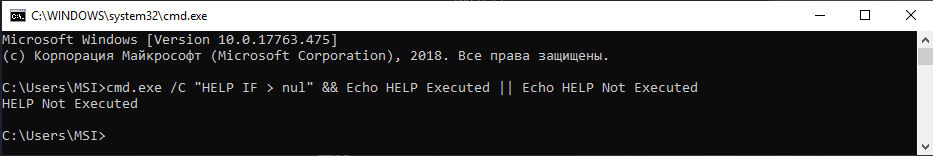 C:\WINDOWS\system32\cmd.exe
Microsoft Windows [Version 10.0.17763.475]
(c) Корпорация Майкрософт (Microsoft Corporation), 2018. Все права защищены.
C:\Users\MSI>cmd.exe /C "HELP IF > nul" && Echo HELP Executed || Echo HELP Not Executed
HELP Not Executed
C:\Users\MSI>